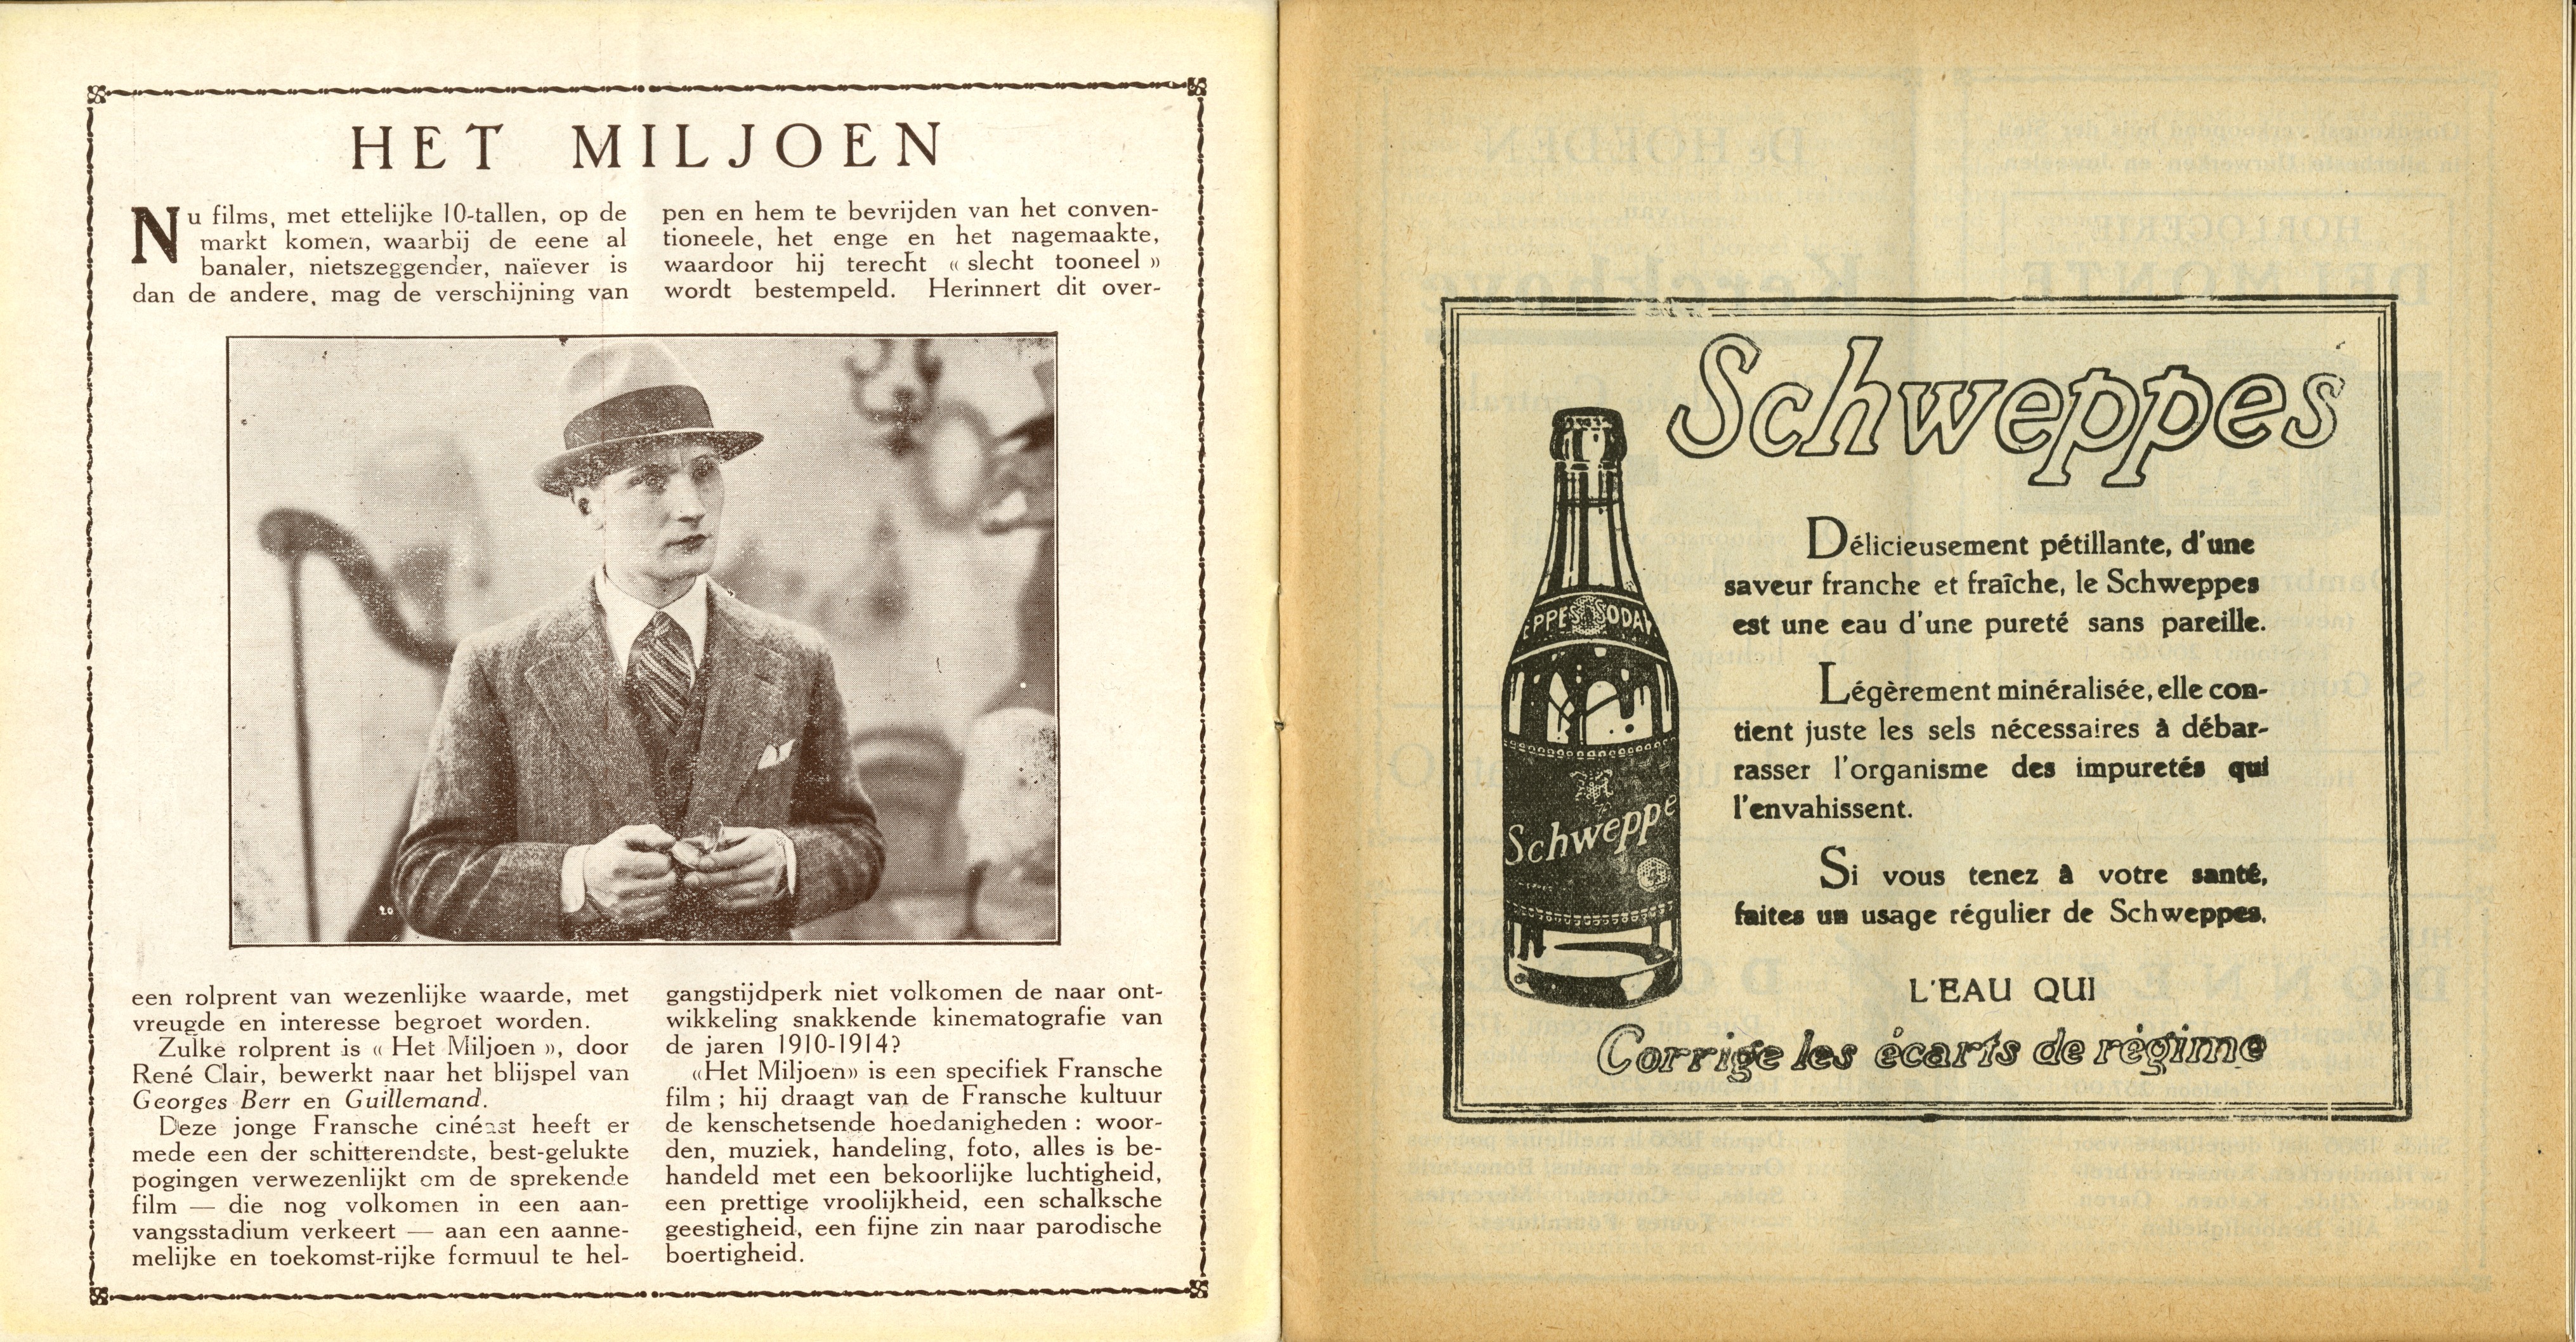 HET MILJOEN
Nu films, met ettelijke 10-tallen, op de
markt komen, waarbij de eene al
banaler, nietszeggender, naïever is
dan de andere, mag de verschijning van
een rolprent van wezenlijke waarde, met
vreugde en interesse begroet worden.
Zulke rolprent is « Het Miljoen », door
René Clair, bewerkt naar het blijspel van
Georges Berr en Guillemand.
Deze jonge Fransche cinéast heeft er
mede een der schitterendste, best-gelukte
pogingen verwezenlijkt om de sprekende
film — die nog volkomen in een aan-
vangsstadium verkeert — aan een aanne-
melijke en toekomst-rijke formuul te hel-
pen en hem te bevrijden van het conven-
tioneele, het enge en het nagemaakte,
waardoor hij terecht « slecht tooneel »
wordt bestempeld. Herinnert dit over-
gangstijdperk niet volkomen de naar ont-
wikkeling snakkende kinematografie van
de jaren 1910-1914?
«Het Miljoen» is een specifiek Fransche
film ; hij draagt van de Fransche kultuur
de kenschetsende hoedanigheden : woor-
den, muziek, handeling, foto, alles is be-
handeld met een bekoorlijke luchtigheid,
een prettige vroolijkheid, een schalksche
geestigheid, een fijne zin naar parodische
boertigheid.
20
Schweppes
EPPES SODA
Schweppe
Délicieusement pétillante, d'une
saveur franche et fraîche, le Schweppes
est une eau d'une pureté sans pareille.
Légèrement minéralisée, elle con-
tient juste les sels nécessaires à débar-
rasser l'organisme des impuretés qui
l'envahissent.
Si vous tenez à votre santé,
faites un usage régulier de Schweppes.
L'EAU QUI
Corrige les écarts de régime